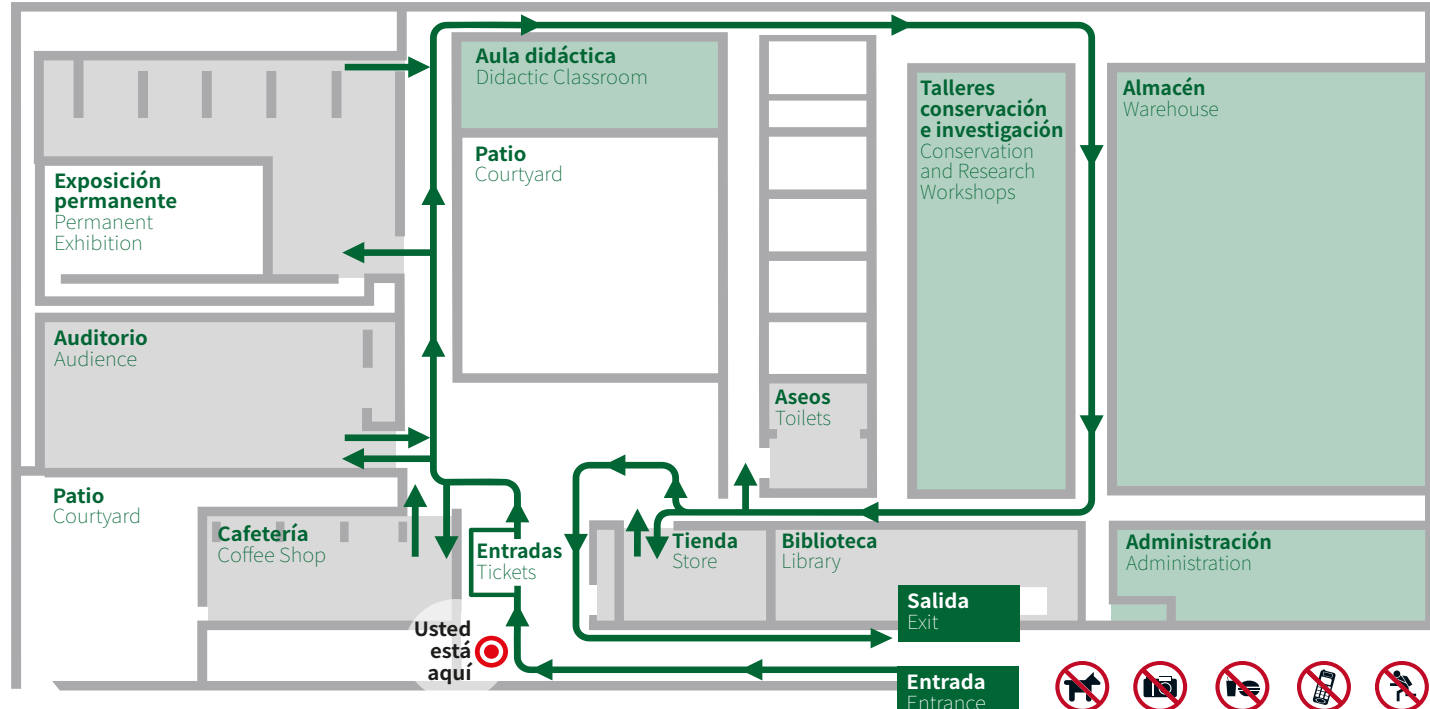 Aula didáctica
Didactic Classroom
Talleres
conservación
e investigación
Conservation
and Research
Workshops
Almacén
Warehouse
Patio
Courtyard
Exposición
permanente
Permanent
Exhibition
Auditorio
Audience
Aseos
Toilets
Patio
Courtyard
Cafetería
Coffee Shop
Entradas
Tickets
Tienda
Store
Biblioteca
Library
Administración
Administration
Salida
Exit
Usted
está
aquí
Entrada
Entrance